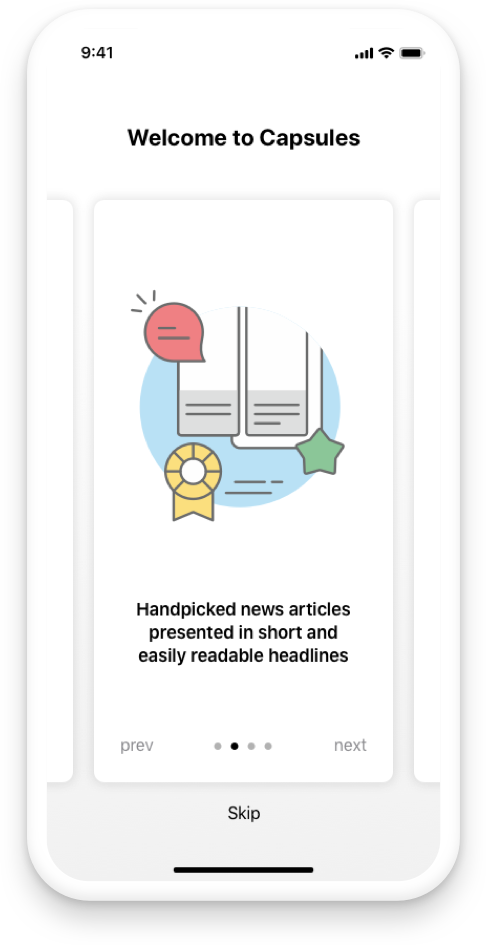 9:41
Welcome to Capsules
Handpicked news articles
presented in short and
easily readable headlines
prev
next
Skip